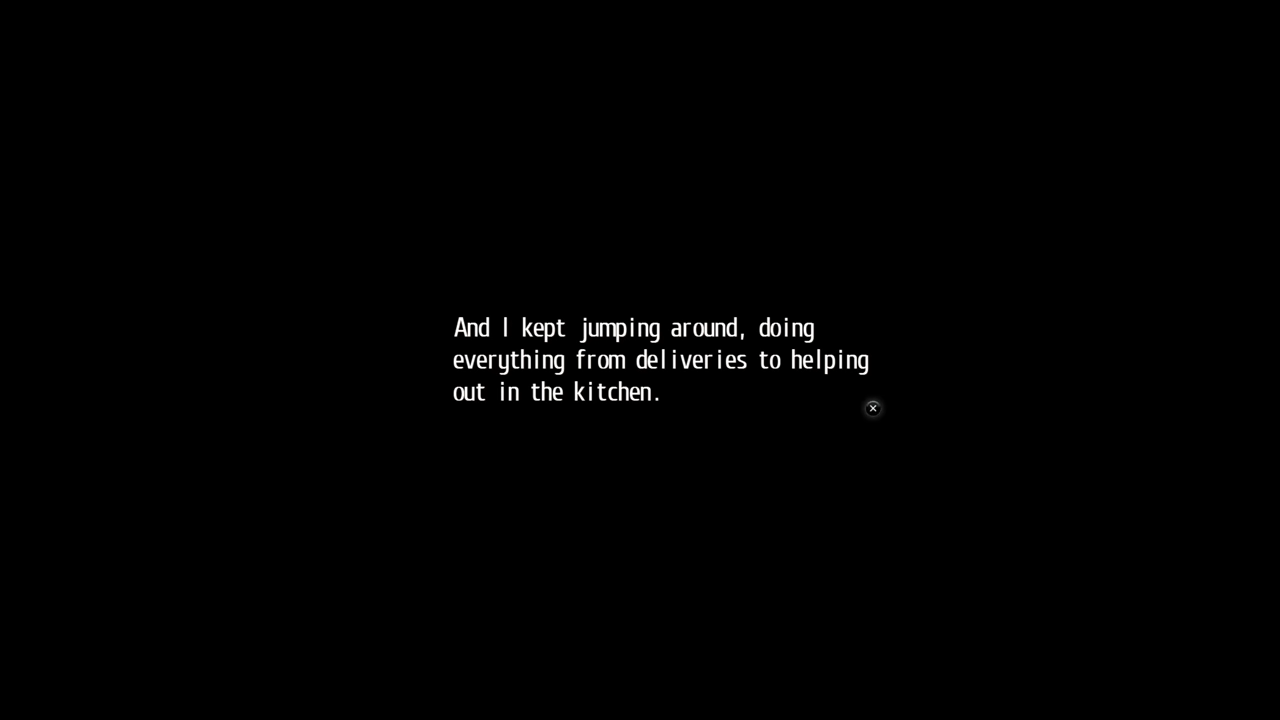 And I kept jumping around, doing
everything from deliveries to helping
out in the kitchen.